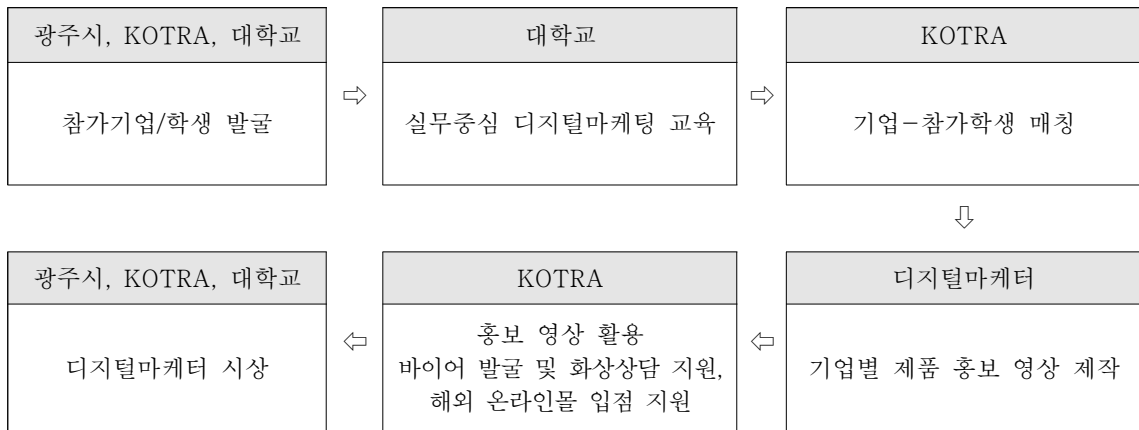 광주시, KOTRA, 대학교
참가기업/학생 발굴
⇨
대학교
실무중심 디지털마케팅 교육
⇨
KOTRA
기업-참가학생 매칭
⇩
디지털마케터
기업별 제품 홍보 영상 제작
⇦
KOTRA
홍보 영상 활용
바이어 발굴 및 화상상담 지원,
해외 온라인몰 입점 지원
⇦
광주시, KOTRA, 대학교
디지털마케터 시상